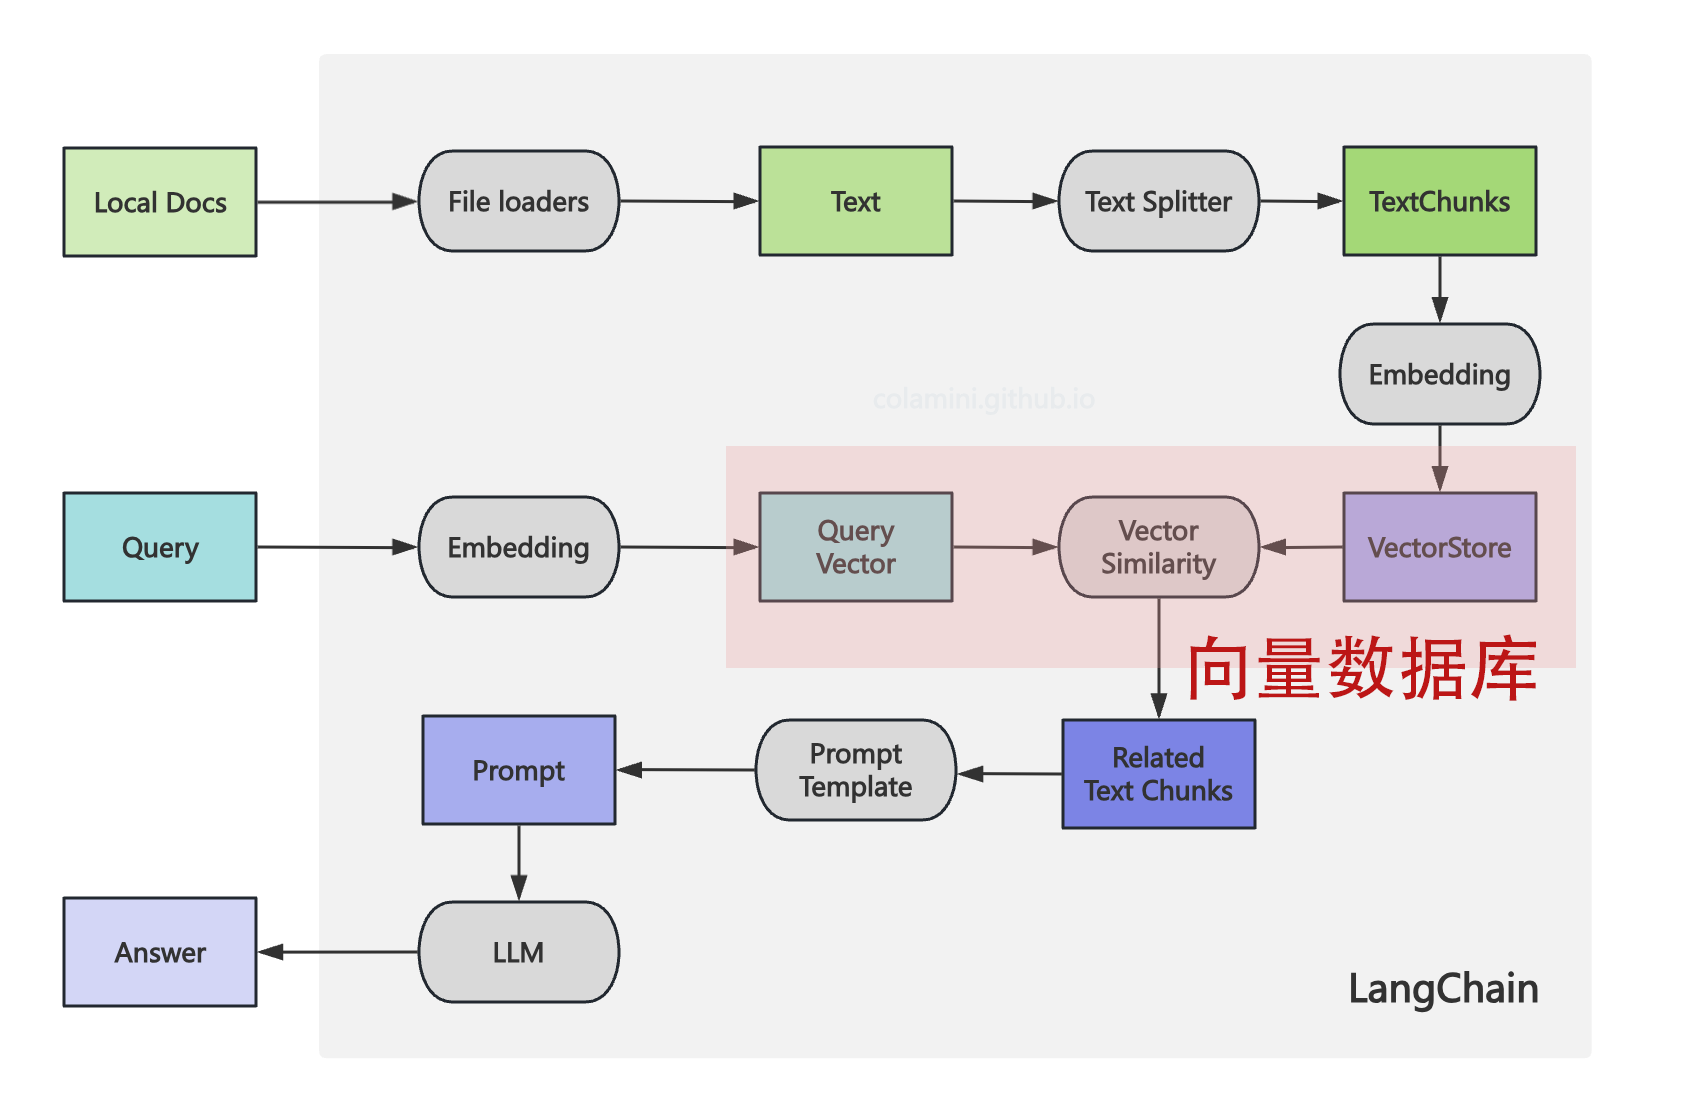 Local Docs
File loaders
Text
Text Splitter
TextChunks
Embedding
colamini.github.io
Query
Embedding
Query
Vector
Vector
Similarity
VectorStore
向量数据库
Prompt
Prompt
Template
Related
Text Chunks
Answer
LLM
LangChain